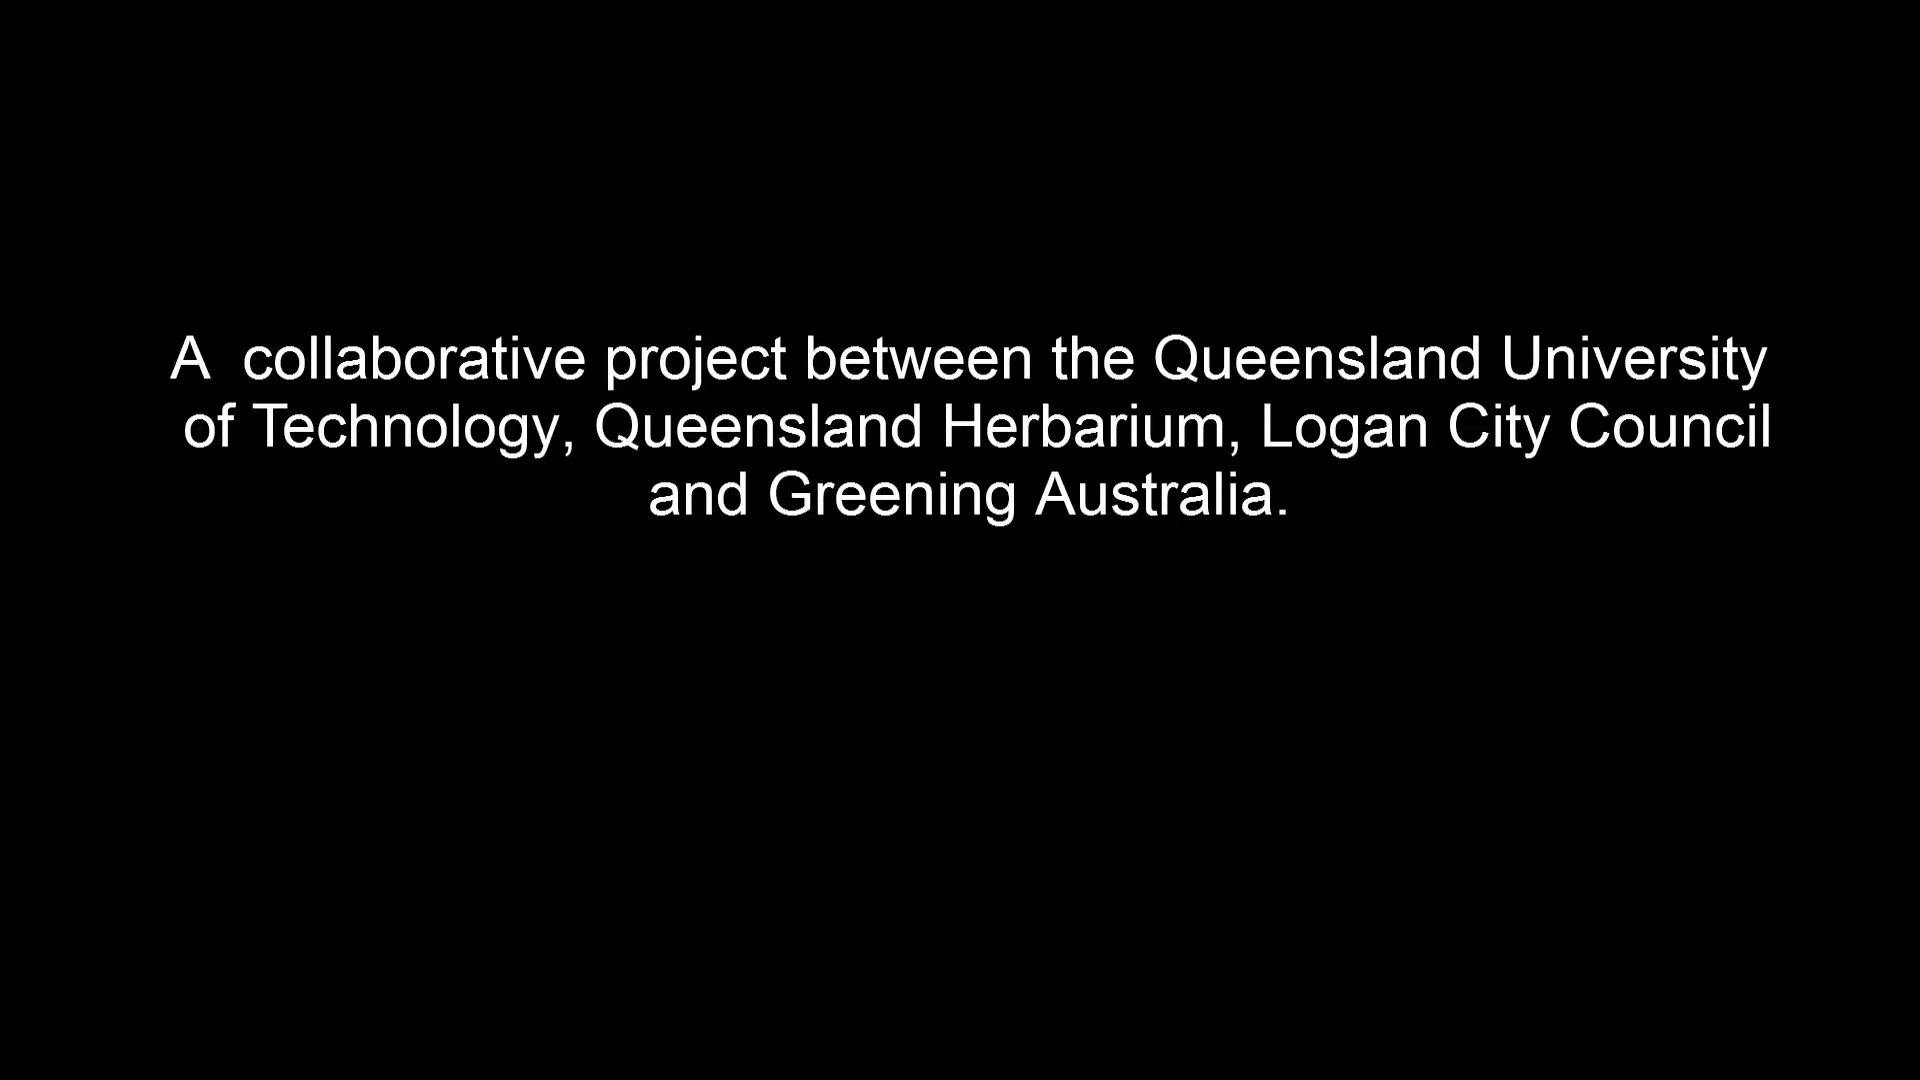 A  collaborative project between the Queensland University
of Technology, Queensland Herbarium, Logan City Council
and Greening Australia.